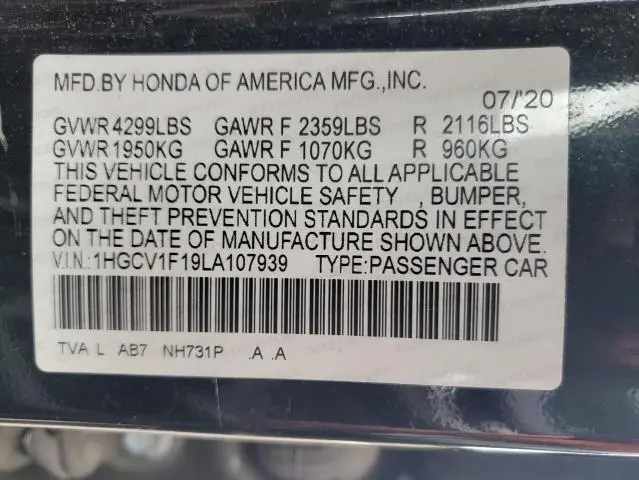 MFD.BY HONDA OF AMERICA MFG.,INC.
07/'20
GVWR 4299LBS GAWR F 2359LBS R 2116LBS
GVWR 1950KG GAWR F 1070KG R 960KG
THIS VEHICLE CONFORMS TO ALL APPLICABLE
FEDERAL MOTOR VEHICLE SAFETY , BUMPER,
AND THEFT PREVENTION STANDARDS IN EFFECT
ON THE DATE OF MANUFACTURE SHOWN ABOVE.
V.I.N.:1HGCV1F19LA107939 TYPE:PASSENGER CAR
TVA L AB7 NH731P .A .A